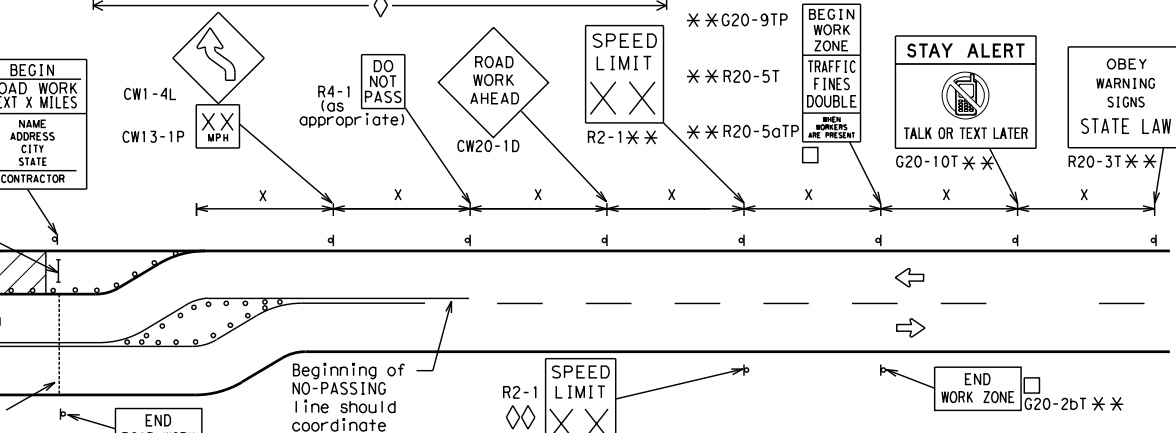 BEGIN
ROAD WORK
NEXT X MILES
NAME
ADDRESS
CITY
STATE
CONTRACTOR
CW1-4L
CW13-1P
XX
MPH
R4-1
(as
appropriate)
DO
NOT
PASS
ROAD
WORK
AHEAD
CW20-1D
SPEED
LIMIT
X X
R2-1**
**G20-9TP
**R20-5T
**R20-5aTP
BEGIN
WORK
ZONE
TRAFFIC
FINES
DOUBLE
WHEN
WORKERS
ARE PRESENT
STAY ALERT
TALK OR TEXT LATER
G20-10T**
OBEY
WARNING
SIGNS
STATE LAW
R20-3T**
X X X X X X X
Beginning of
NO-PASSING
line should
coordinate
R2-1
SPEED
LIMIT
X X
END
WORK ZONE
G20-2bT**
END
ROAD WORK